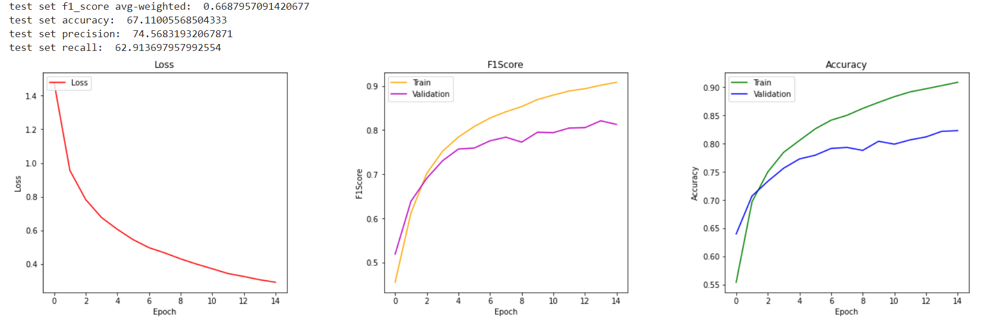 test set f1_score avg-weighted:  0.6687957091420677
test set accuracy:  67.11005568504333
test set precision:  74.56831932067871
test set recall:  62.913697957992554
Loss
Loss
1.4
1.2
1.0
0.8
0.6
0.4
Loss
0 2 4 6 8 10 12 14
Epoch
F1Score
Train
Validation
0.9
0.8
0.7
0.6
0.5
F1Score
0 2 4 6 8 10 12 14
Epoch
Accuracy
Train
Validation
0.90
0.85
0.80
0.75
0.70
0.65
0.60
0.55
Accuracy
0 2 4 6 8 10 12 14
Epoch